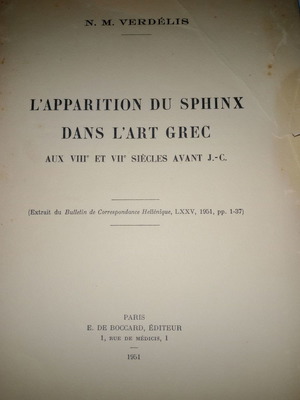 N. M. VERDÉLIS
L'APPARITION DU SPHINX
DANS L'ART GREC
AUX VIIIᵉ ET VIIᵉ SIÈCLES AVANT J.-C.
(Extrait du Bulletin de Correspondance Hellénique, LXXV, 1951, pp. 1-37)
PARIS
E. DE BOCCARD, ÉDITEUR
1, RUE DE MÉDICIS, 1
1951